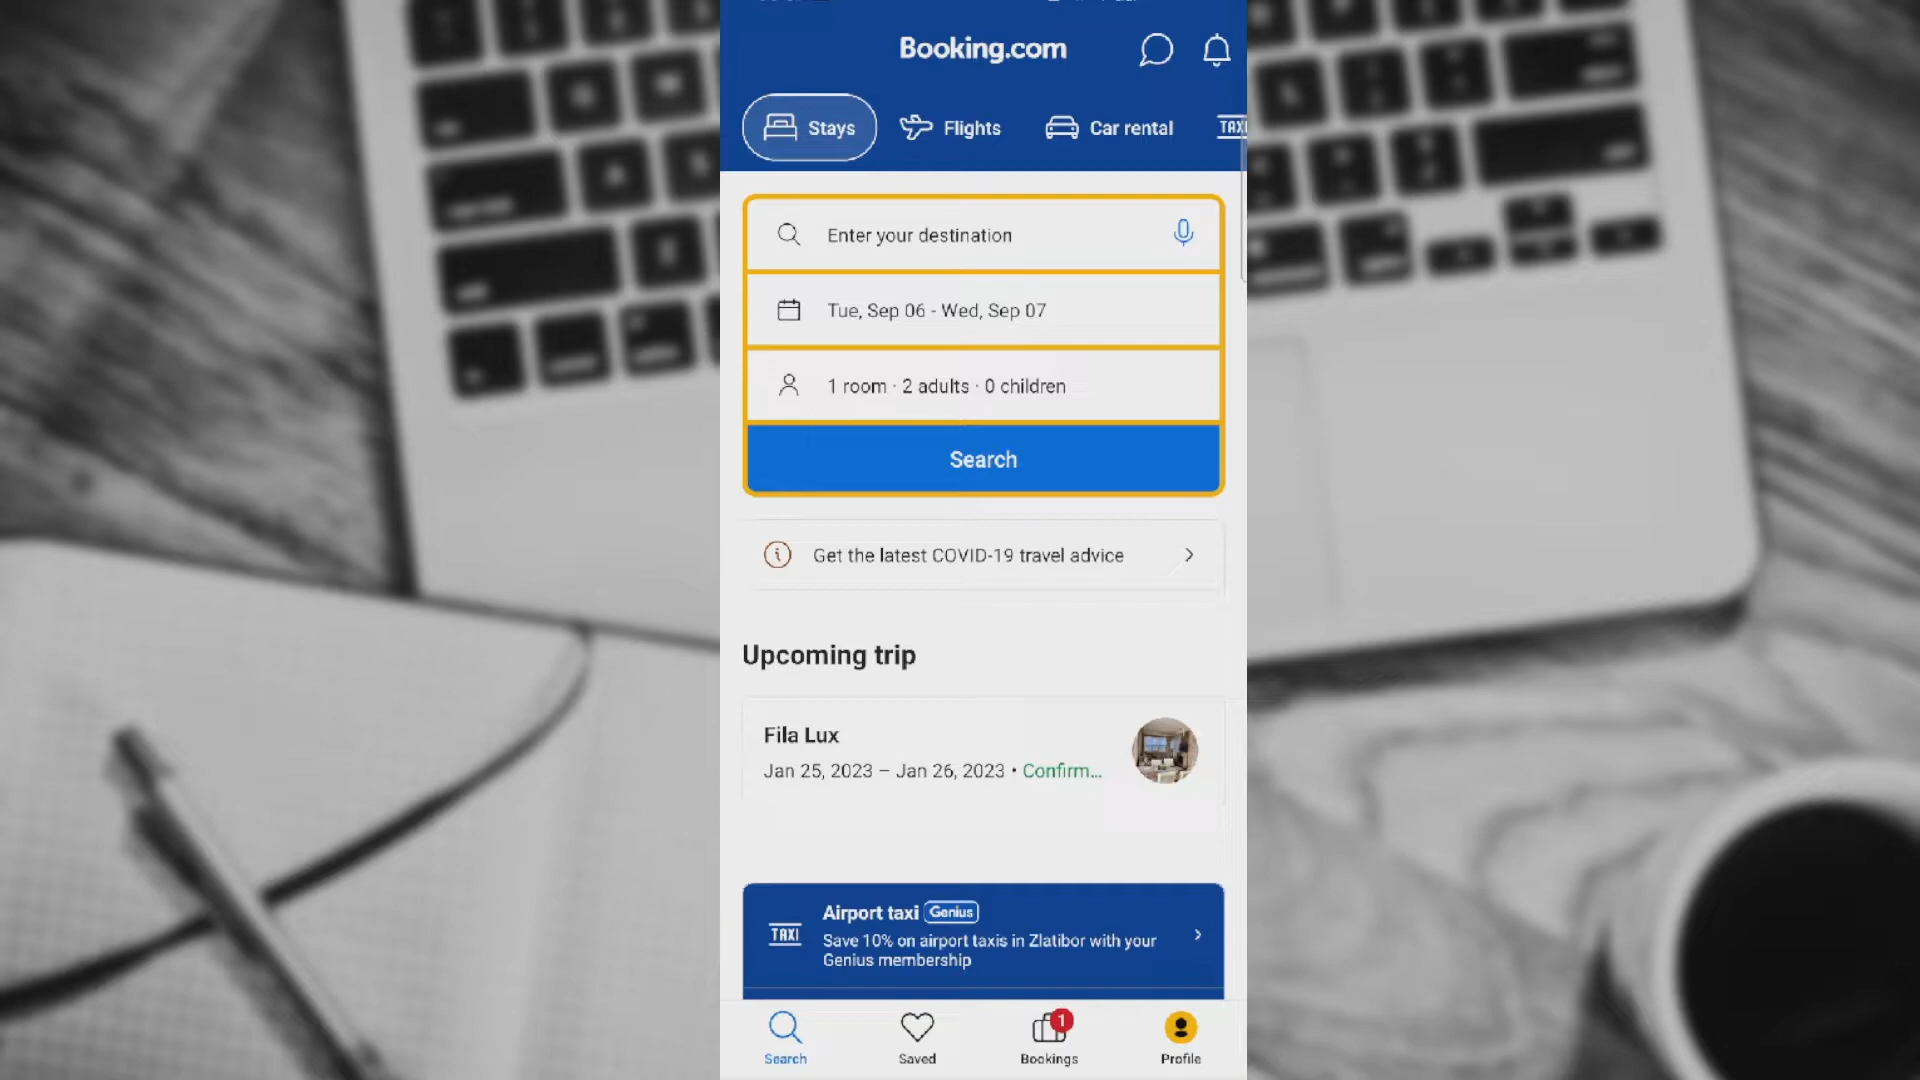 Booking.com
Stays
Flights
Car rental
TAXI
Enter your destination
Tue, Sep 06 - Wed, Sep 07
1 room · 2 adults · 0 children
Search
Get the latest COVID-19 travel advice
Upcoming trip
Fila Lux
Jan 25, 2023 – Jan 26, 2023 • Confirm...
TAXI
Airport taxi Genius
Save 10% on airport taxis in Zlatibor with your
Genius membership
1
Search
Saved
Bookings
Profile